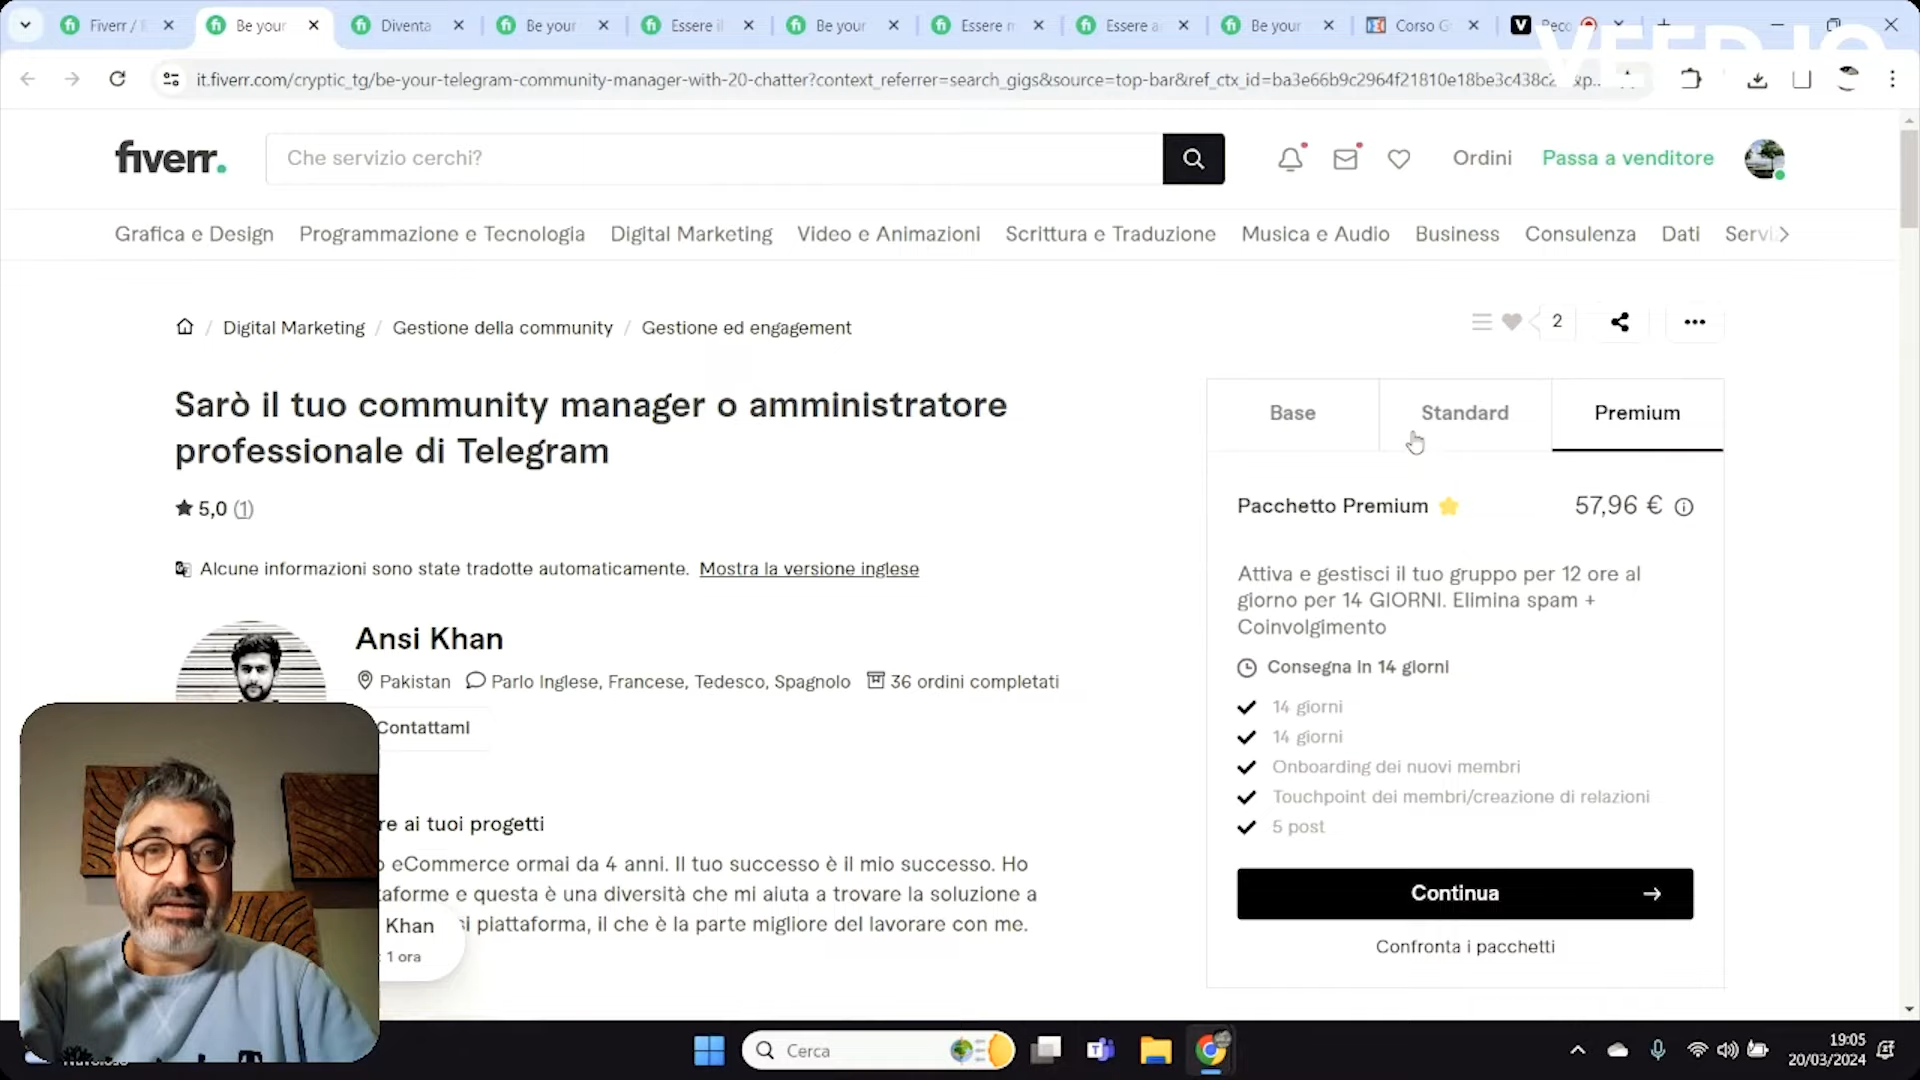 Fiverr /
Be your
Diventa
Be your
Essere il
Be your
Essere m
Essere a
Be your
Corso G
VEED.IO
it.fiverr.com/cryptic_tg/be-your-telegram-community-manager-with-20-chatter?context_referrer=search_gigs&source=top-bar&ref_ctx_id=ba3e66b9c2964f21810e18be3c438c2
fiverr.
Che servizio cerchi?
Ordini
Passa a venditore
Grafica e Design
Programmazione e Tecnologia
Digital Marketing
Video e Animazioni
Scrittura e Traduzione
Musica e Audio
Business
Consulenza
Dati
Servi
/ Digital Marketing / Gestione della community / Gestione ed engagement
2
Sarò il tuo community manager o amministratore
professionale di Telegram
5,0 (1)
Alcune informazioni sono state tradotte automaticamente. Mostra la versione inglese
Ansi Khan
Pakistan
Parlo Inglese, Francese, Tedesco, Spagnolo
36 ordini completati
Contattami
re ai tuoi progetti
o eCommerce ormai da 4 anni. Il tuo successo è il mio successo. Ho
taforme e questa è una diversità che mi aiuta a trovare la soluzione a
si piattaforma, il che è la parte migliore del lavorare con me.
Khan
: 1 ora
Base
Standard
Premium
Pacchetto Premium
57,96 €
Attiva e gestisci il tuo gruppo per 12 ore al
giorno per 14 GIORNI. Elimina spam +
Coinvolgimento
Consegna in 14 giorni
14 giorni
14 giorni
Onboarding dei nuovi membri
Touchpoint dei membri/creazione di relazioni
5 post
Continua
Confronta i pacchetti
Cerca
19:05
20/03/2024